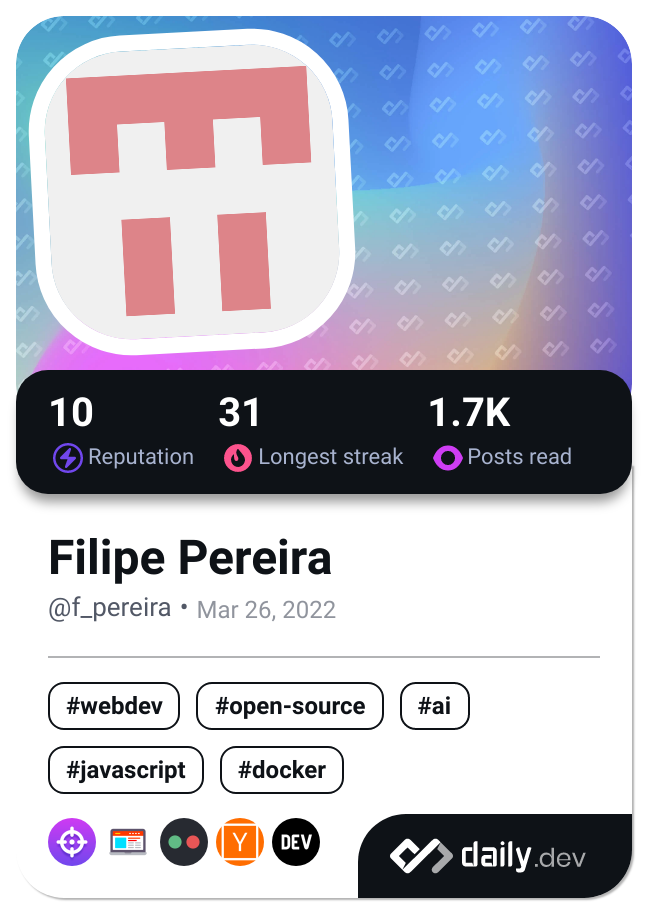 10 31 1.7K
Reputation Longest streak Posts read
Filipe Pereira
@f_pereira • Mar 26, 2022
#webdev #open-source #ai
#javascript #docker
Y DEV
daily.dev